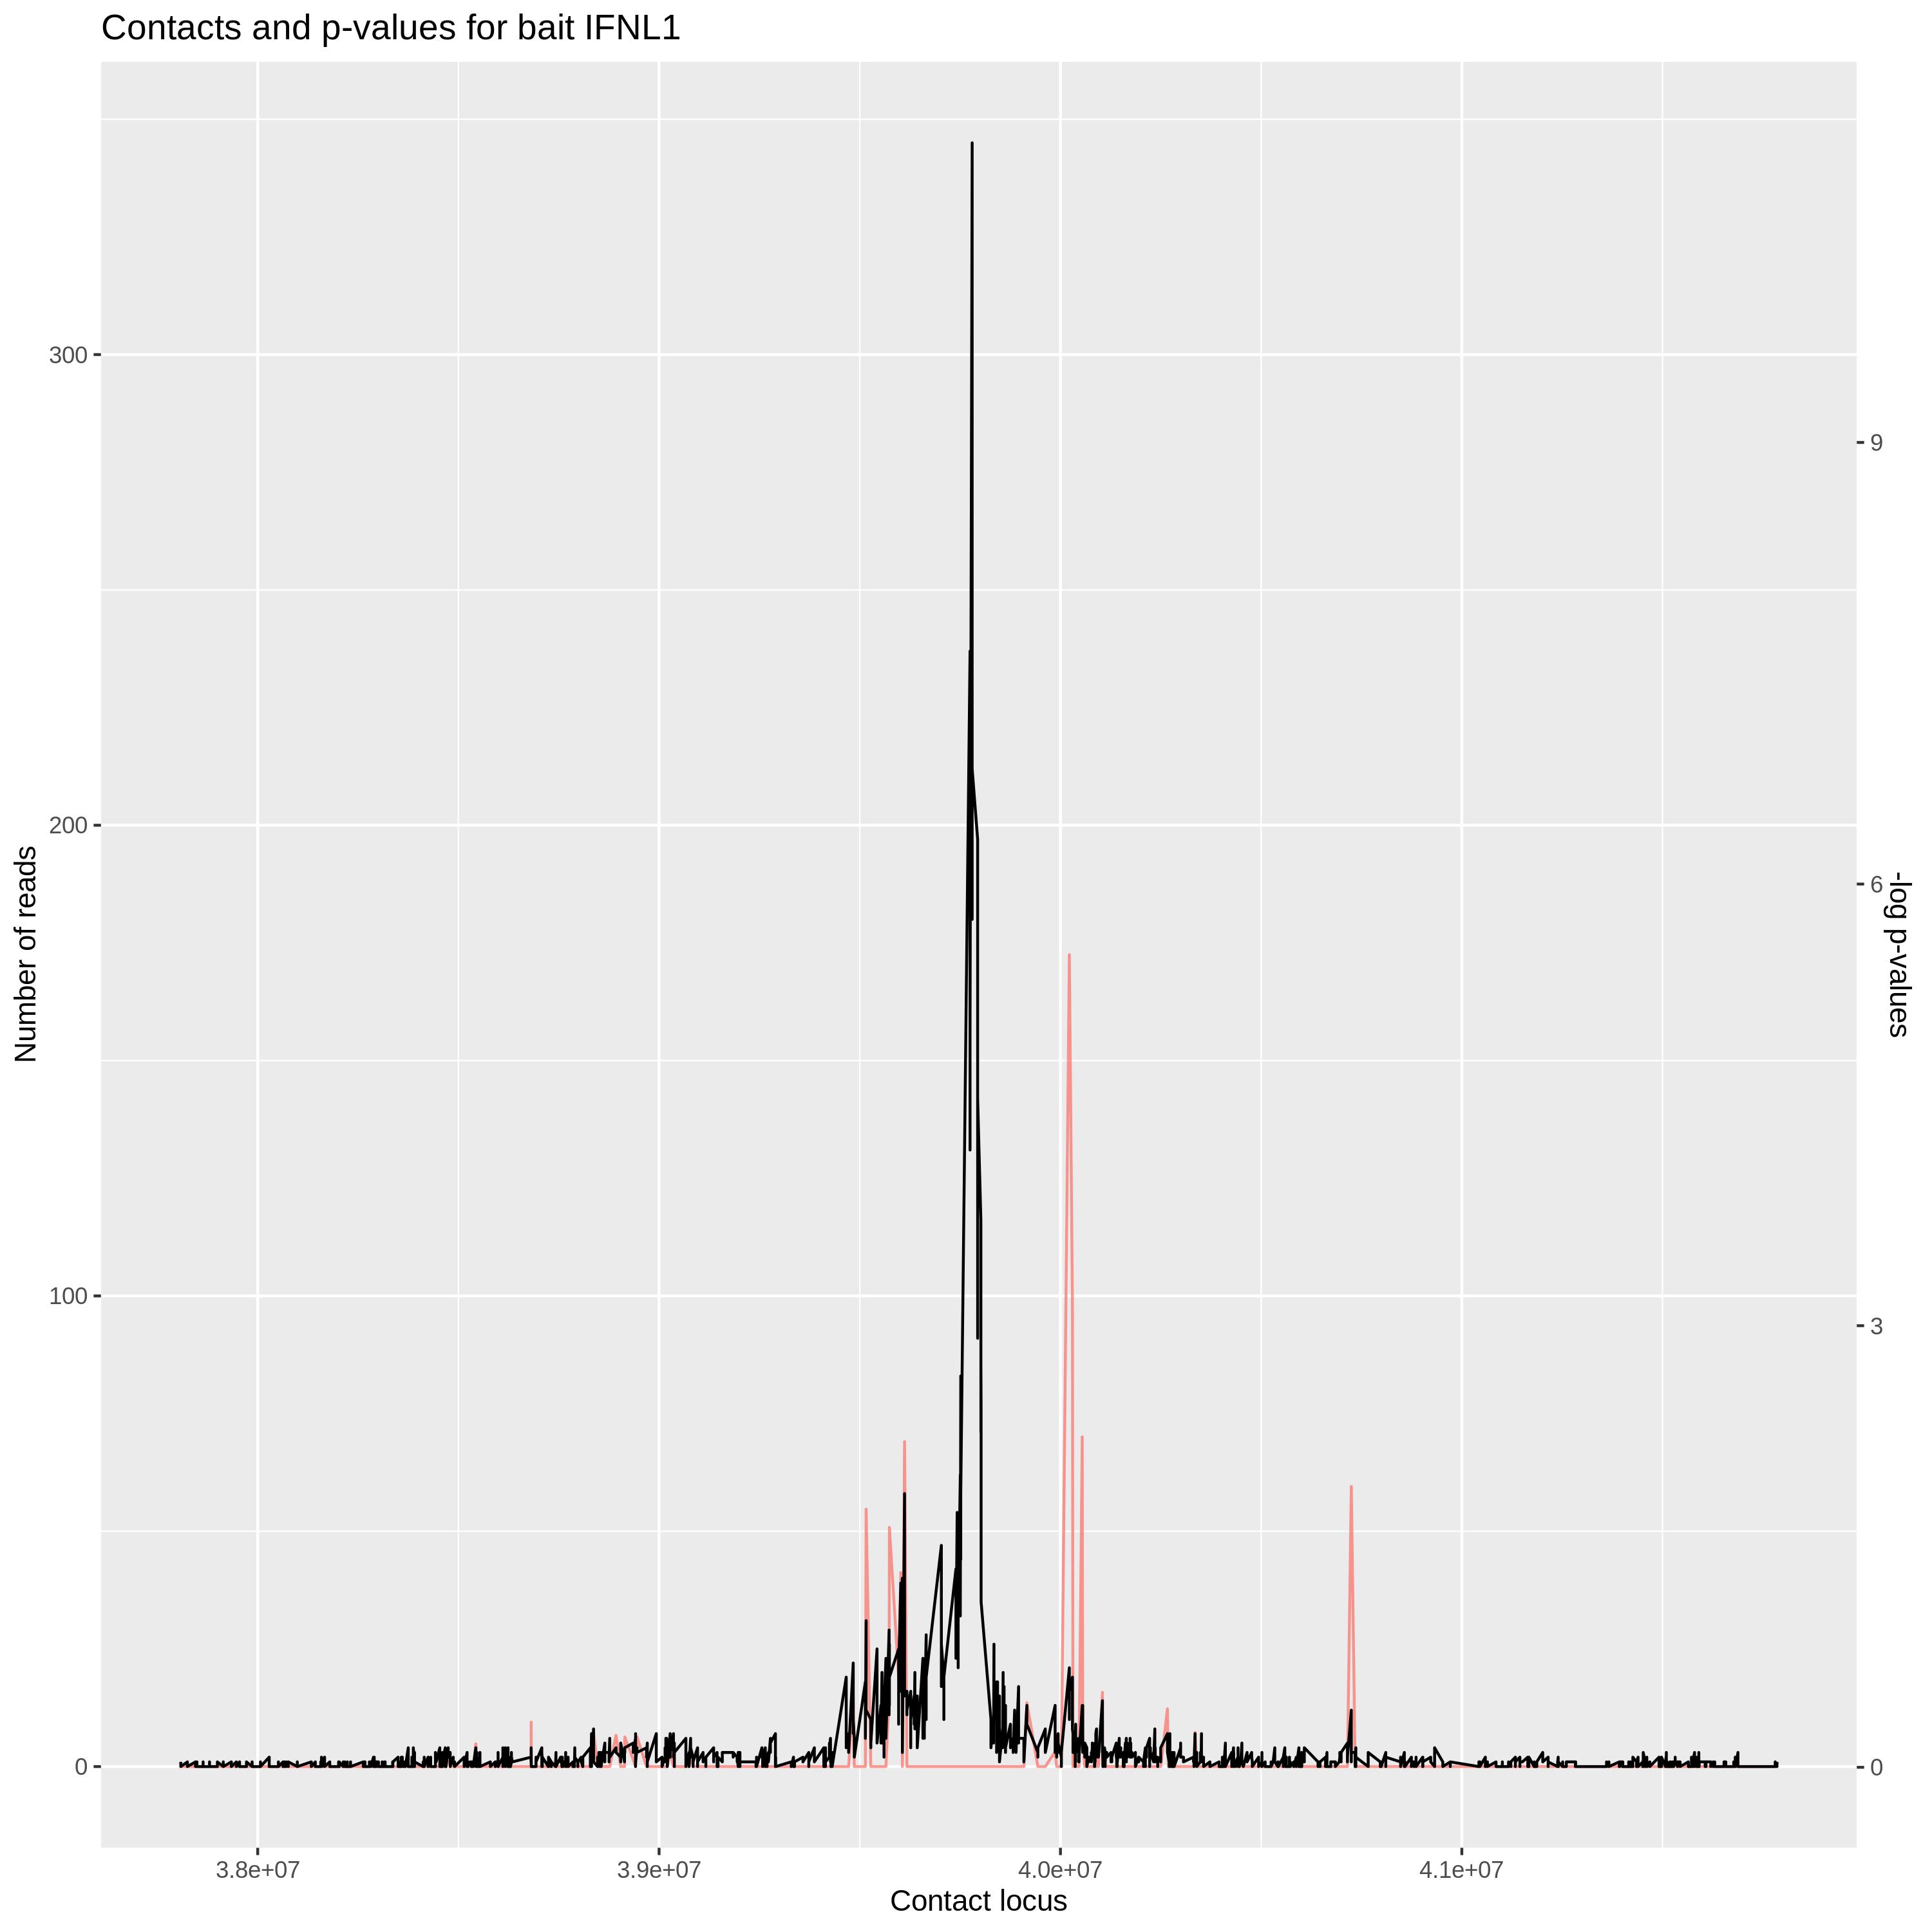 Contacts and p-values for bait IFNL1
300
200
100
0
Number of reads
9
6
3
0
-log p-values
3.8e+07
3.9e+07
4.0e+07
4.1e+07
Contact locus